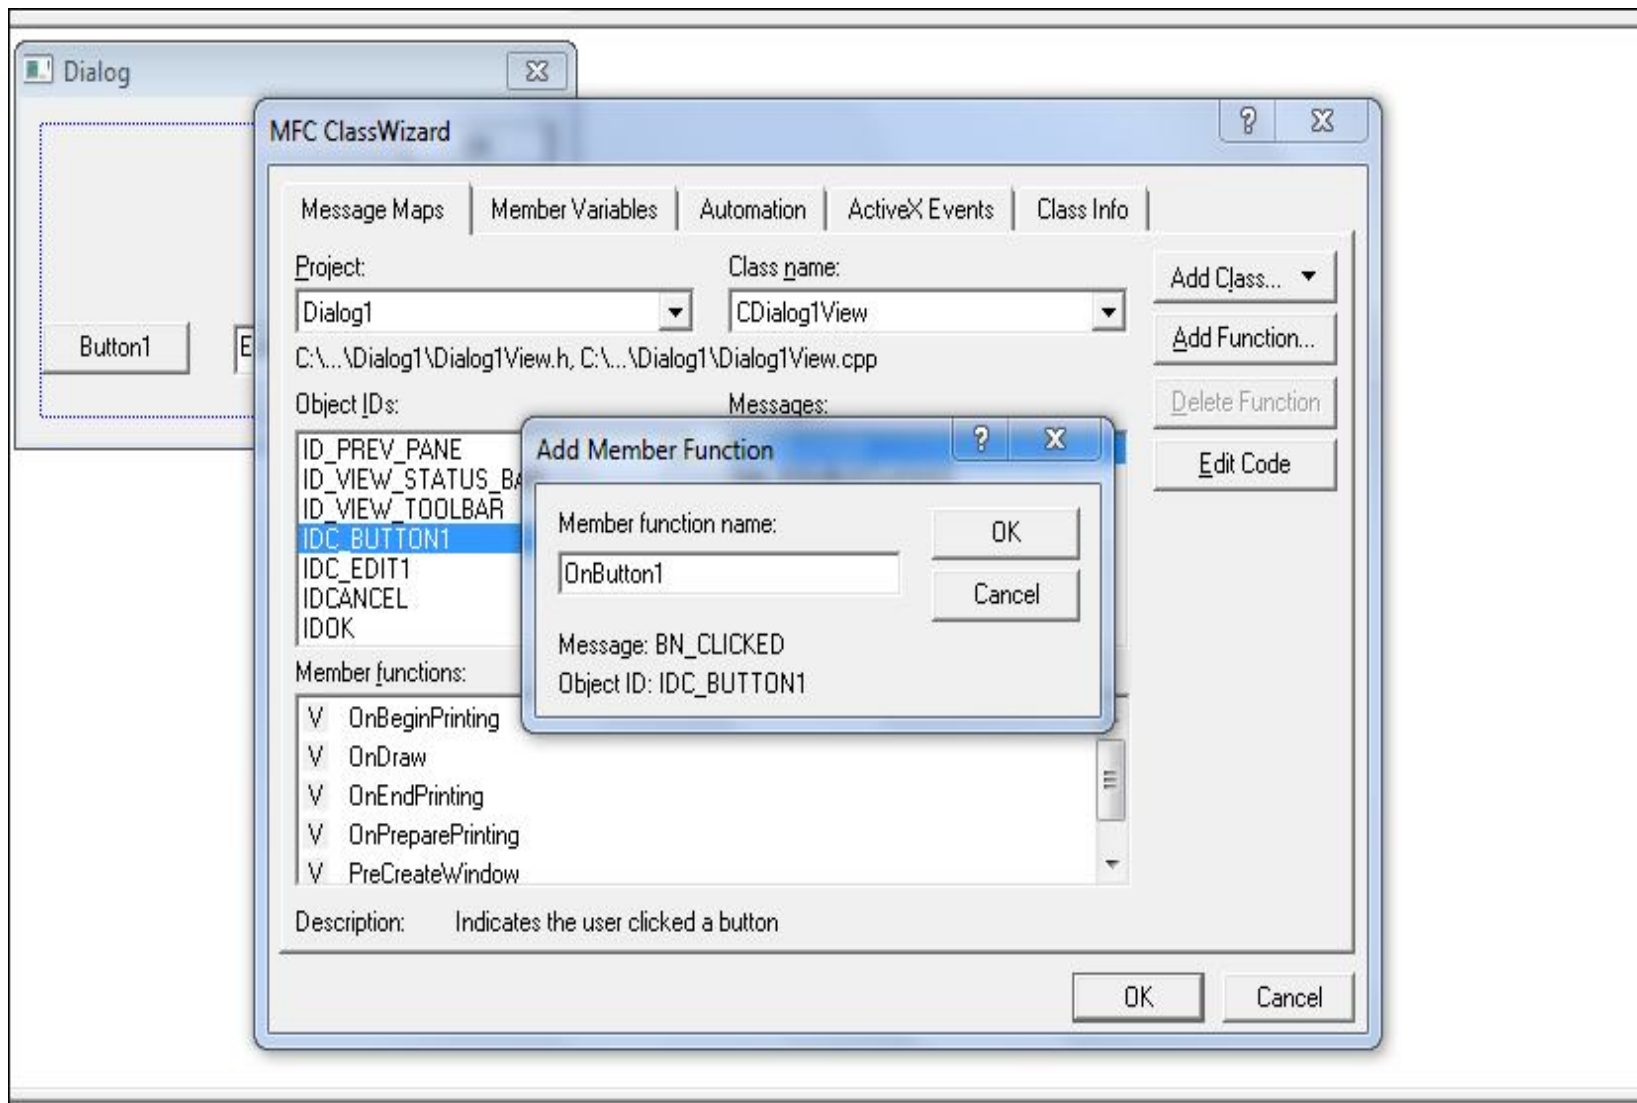 Dialog
MFC ClassWizard
Message Maps Member Variables Automation ActiveX Events Class Info
Project: Class name:
Dialog1 CDialog1View
Add Class...
Button1
C:\...\Dialog1\Dialog1View.h, C:\...\Dialog1\Dialog1View.cpp
Add Function...
Object IDs: Messages:
Delete Function
ID_PREV_PANE
ID_VIEW_STATUS_BA
ID_VIEW_TOOLBAR
IDC_BUTTON1
IDC_EDIT1
IDCANCEL
IDOK
Edit Code
Add Member Function
Member function name:
OnButton1
OK
Cancel
Message: BN_CLICKED
Object ID: IDC_BUTTON1
Member functions:
V OnBeginPrinting
V OnDraw
V OnEndPrinting
V OnPreparePrinting
V PreCreateWindow
Description: Indicates the user clicked a button
OK Cancel